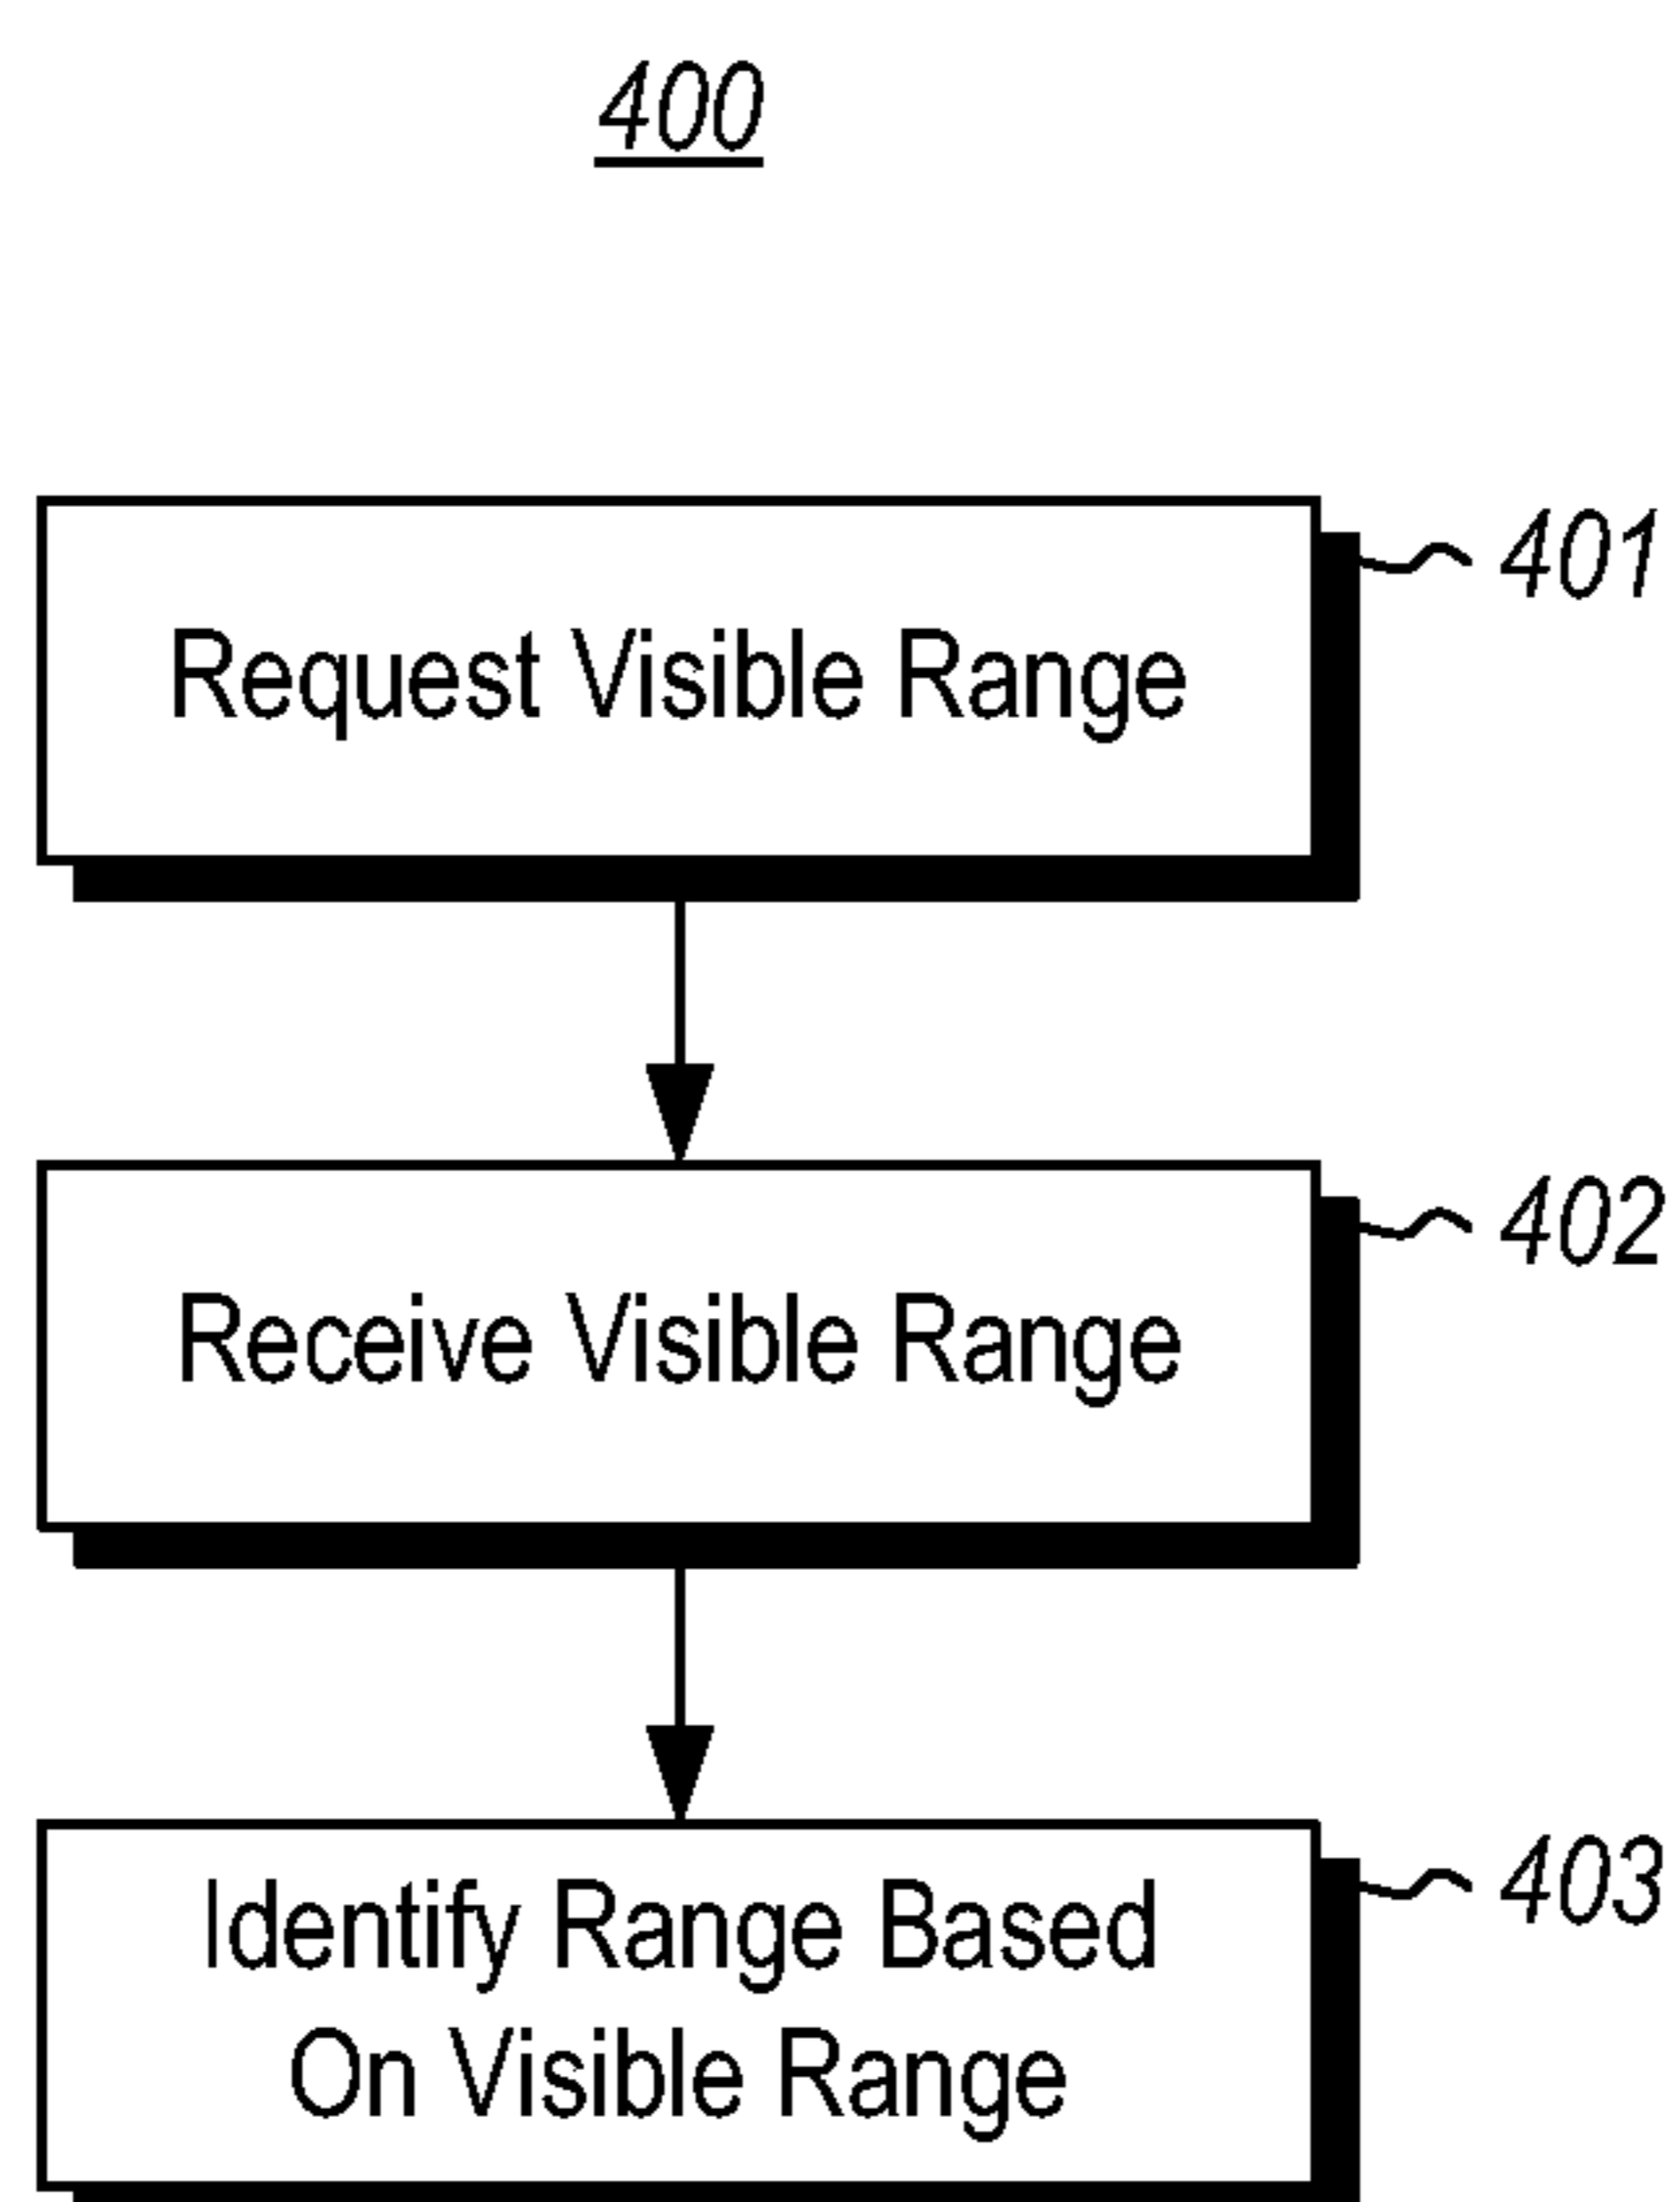 400
Request Visible Range
401
Receive Visible Range
402
Identify Range Based
On Visible Range
403